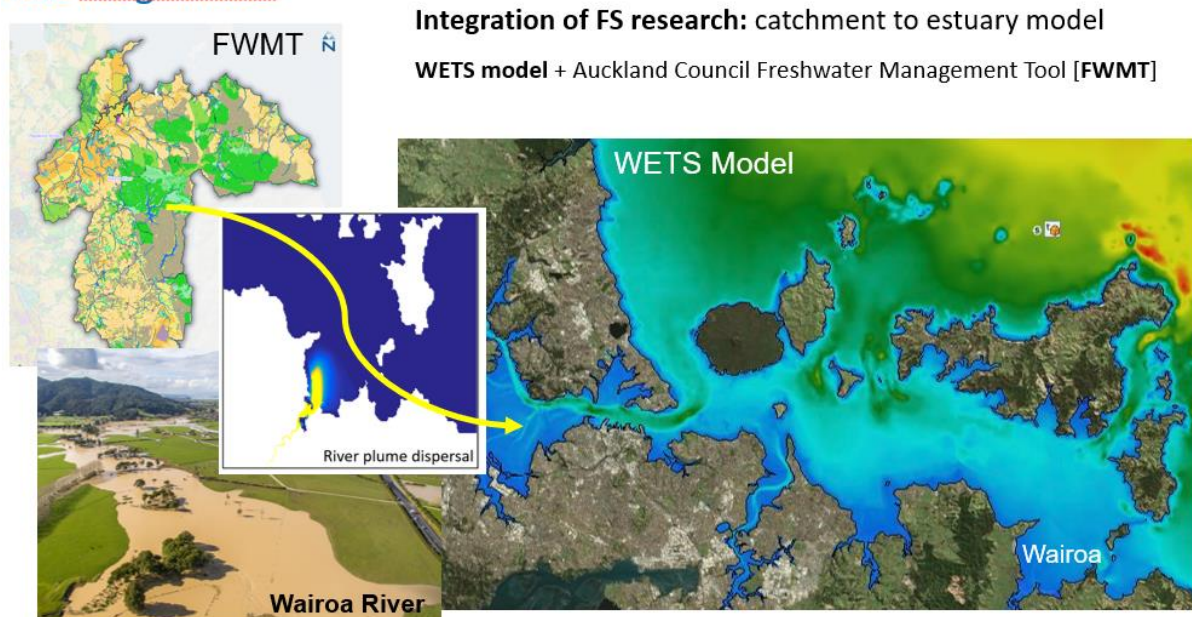 Integration of FS research: catchment to estuary model
WETS model + Auckland Council Freshwater Management Tool [FWMT]
FWMT
N
WETS Model
River plume dispersal
Wairoa River
Wairoa